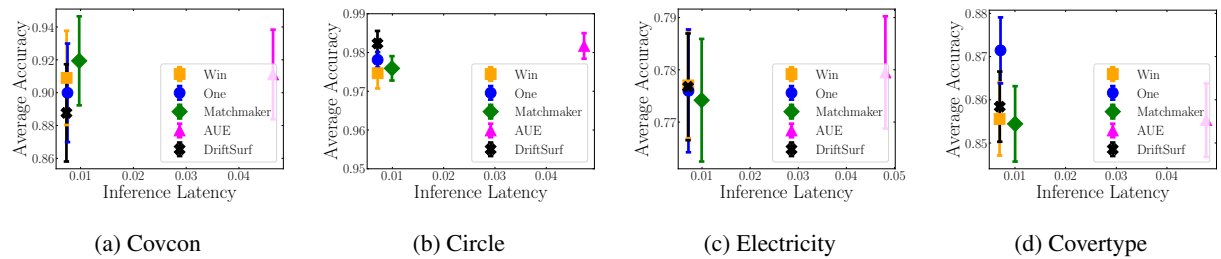 Average Accuracy
0.94
0.92
0.90
0.88
0.86
0.01
0.02
0.03
0.04
Inference Latency
Win
One
Matchmaker
AUE
DriftSurf
(a) Covcon
Average Accuracy
0.99
0.98
0.97
0.96
0.95
0.01
0.02
0.03
0.04
Inference Latency
Win
One
Matchmaker
AUE
DriftSurf
(b) Circle
Average Accuracy
0.79
0.78
0.77
0.01
0.02
0.03
0.04
0.05
Inference Latency
Win
One
Matchmaker
AUE
DriftSurf
(c) Electricity
Average Accuracy
0.88
0.87
0.86
0.85
0.01
0.02
0.03
0.04
Inference Latency
Win
One
Matchmaker
AUE
DriftSurf
(d) Covertype